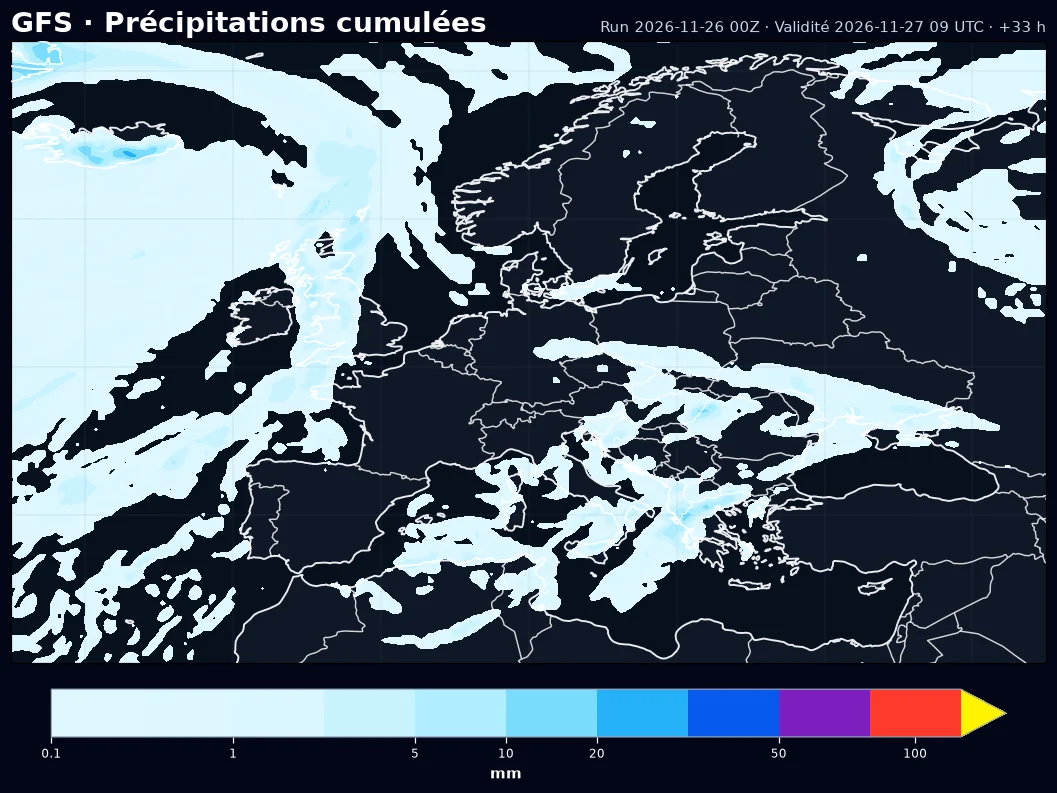 GFS · Précipitations cumulées
Run 2026-11-26 00Z · Validité 2026-11-27 09 UTC · +33 h
0.1 1 5 10 20 50 100
mm